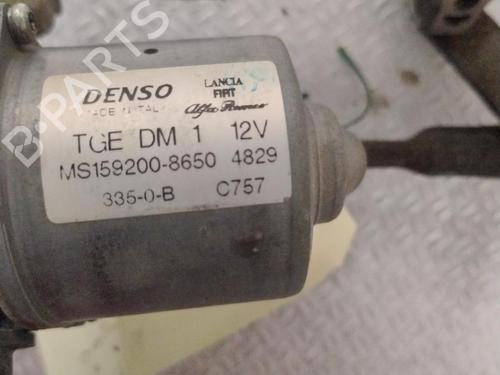 DENSO
MADE IN ITALY
LANCIA
FIAT
Alfa Romeo
TGE DM 1 12V
MS159200-8650 4829
335-0-B C757
B-PARTS